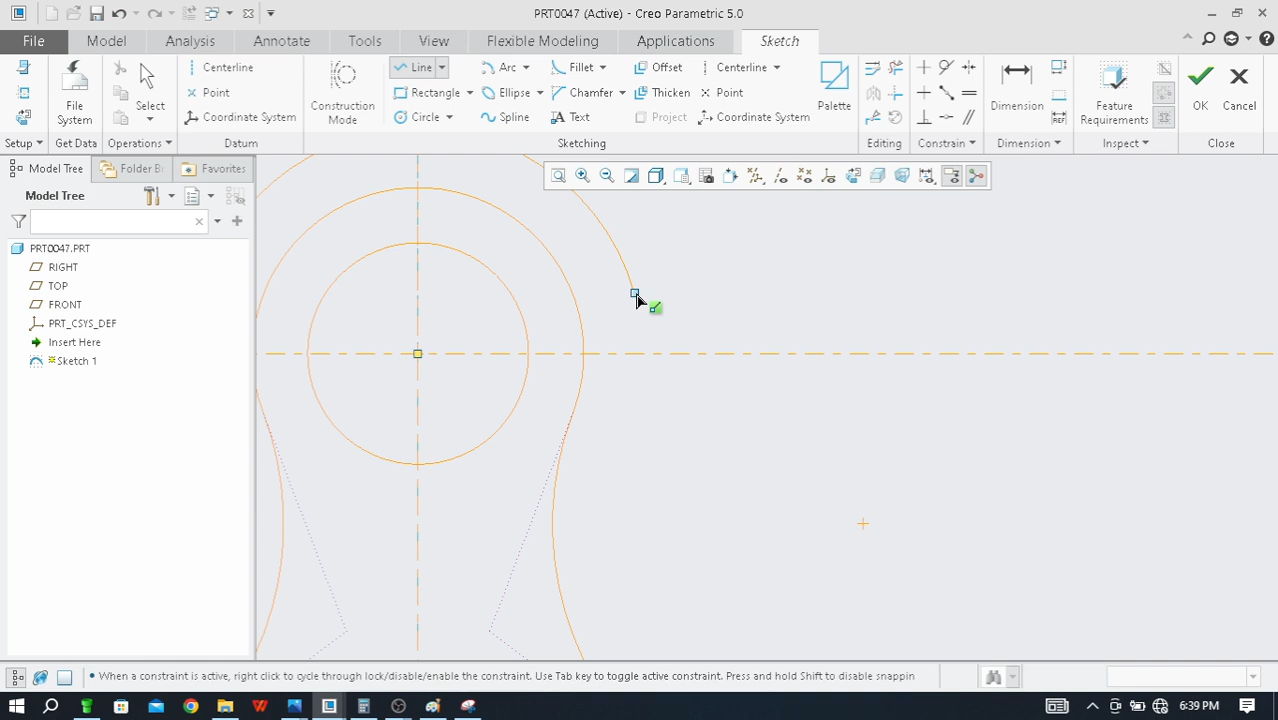 PRT0047 (Active) - Creo Parametric 5.0
File Model Analysis Annotate Tools View Flexible Modeling Applications Sketch
Centerline Line Arc Fillet Offset Centerline
Point Rectangle Ellipse Chamfer Thicken Point
File System Select Coordinate System Construction Mode Circle Spline Text Project Coordinate System Palette Dimension Feature Requirements OK Cancel
Setup Get Data Operations Datum Sketching Editing Constrain Dimension Inspect Close
Model Tree Folder B Favorites
Model Tree
PRT0047.PRT
RIGHT
TOP
FRONT
PRT_CSYS_DEF
Insert Here
Sketch 1
• When a constraint is active, right click to cycle through lock/disable/enable the constraint. Use Tab key to toggle active constraint. Press and hold Shift to disable snappin
6:39 PM